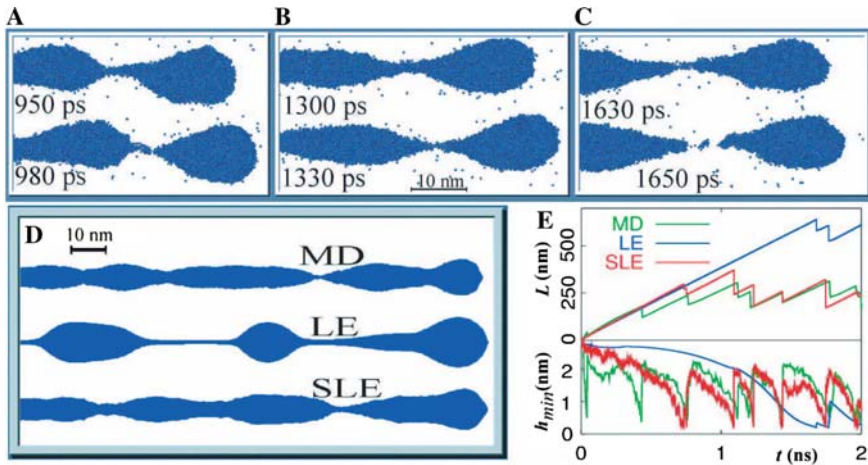 A
B
C
950 ps
980 ps
1300 ps
1330 ps
10 nm
1630 ps
1650 ps
D
10 nm
MD
LE
SLE
E
MD
LE
SLE
L (nm)
500
250
0
h_min(nm)
2
1
0
0
1
2
t (ns)